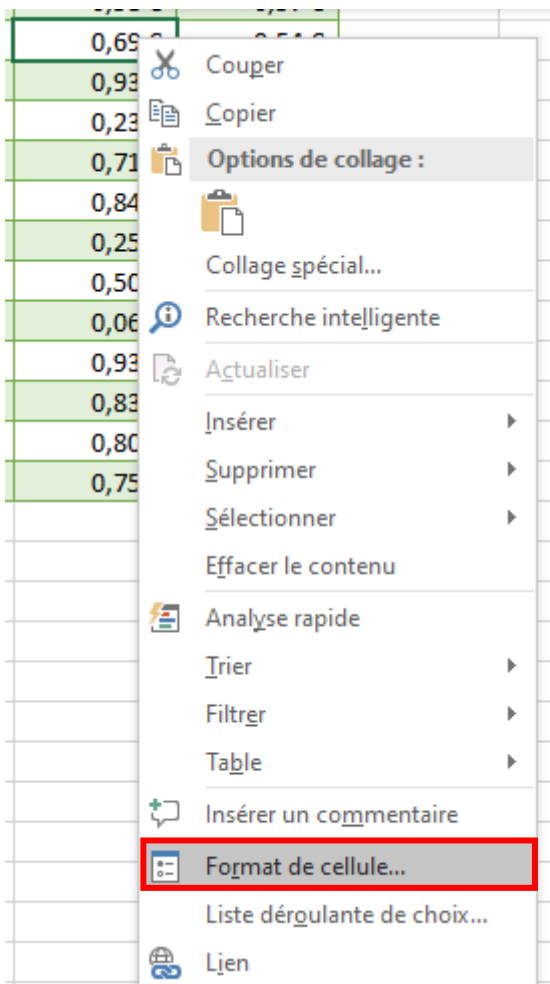 0,69
0,93
0,23
0,71
0,84
0,25
0,50
0,06
0,93
0,83
0,80
0,75
Couper
Copier
Options de collage :
Collage spécial...
Recherche intelligente
Actualiser
Insérer
Supprimer
Sélectionner
Effacer le contenu
Analyse rapide
Trier
Filtrer
Table
Insérer un commentaire
Format de cellule...
Liste déroulante de choix...
Lien